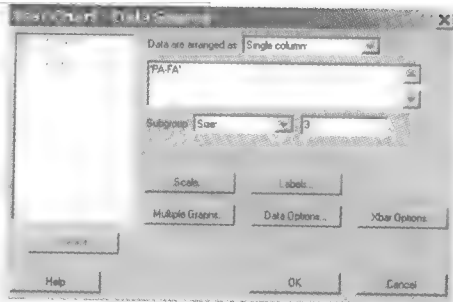 Data are arranged as Single column
'PA-FA'
Subgroup Size 3
Scale.. Labels...
Multiple Graphs.. Data Options... Xbar Options.
Help OK Cancel